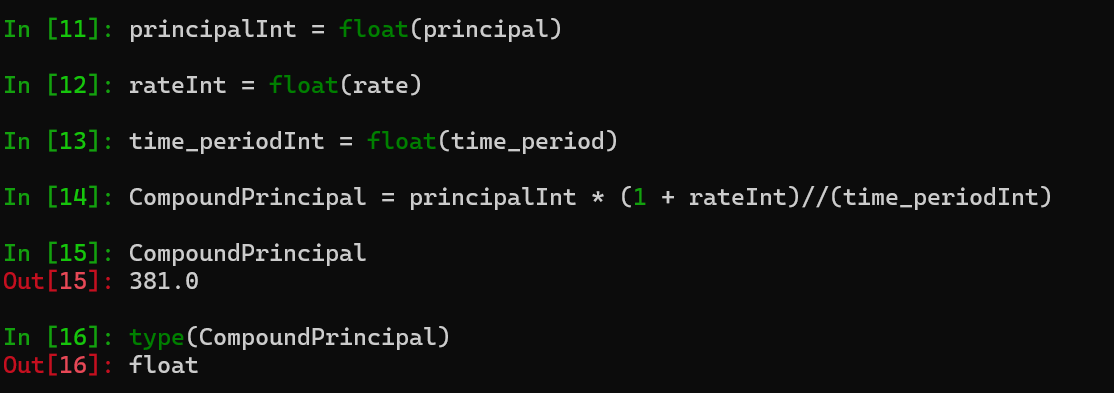 In [11]: principalInt = float(principal)
In [12]: rateInt = float(rate)
In [13]: time_periodInt = float(time_period)
In [14]: CompoundPrincipal = principalInt * (1 + rateInt)//(time_periodInt)
In [15]: CompoundPrincipal
Out[15]: 381.0
In [16]: type(CompoundPrincipal)
Out[16]: float